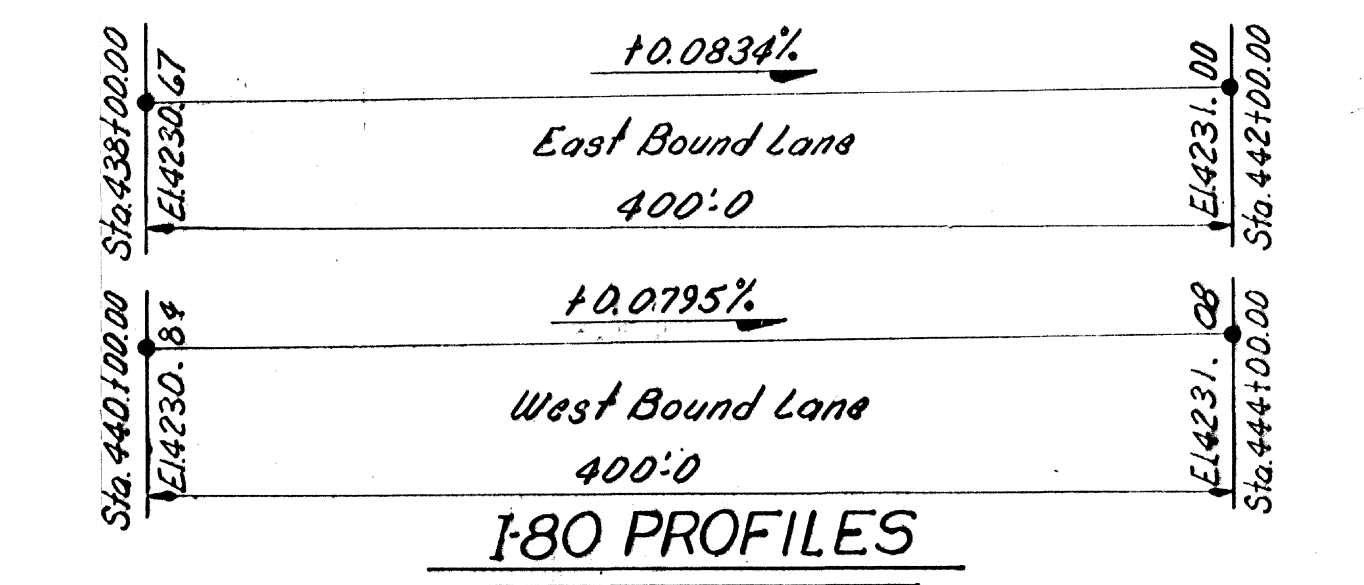 Sta. 438+00.00
El. 4230.67
+0.0834%
East Bound Lane
400'-0
El. 4231.00
Sta. 442+00.00
Sta. 440+00.00
El. 4230.84
+0.0795%
West Bound Lane
400'-0
El. 4231.08
Sta. 444+00.00
I-80 PROFILES